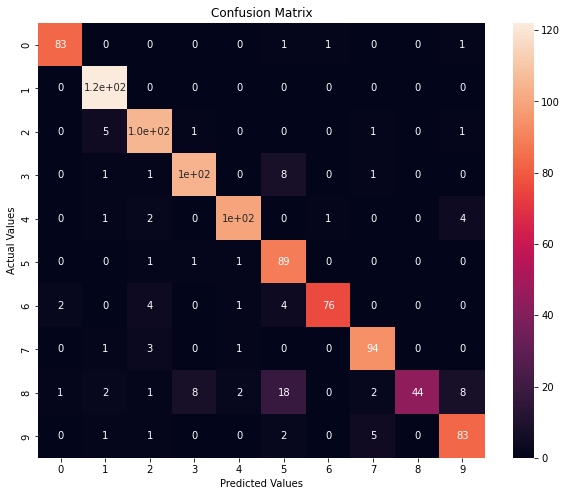 Confusion Matrix
0 83 0 0 0 0 1 1 0 0 1
1 0 1.2e+02 0 0 0 0 0 0 0 0
2 0 5 1.0e+02 1 0 0 0 1 0 1
3 0 1 1 1e+02 0 8 0 1 0 0
4 0 1 2 0 1e+02 0 1 0 0 4
5 0 0 1 1 1 89 0 0 0 0
6 2 0 4 0 1 4 76 0 0 0
7 0 1 3 0 1 0 0 94 0 0
8 1 2 1 8 2 18 0 2 44 8
9 0 1 1 0 0 2 0 5 0 83
0 1 2 3 4 5 6 7 8 9
Actual Values
Predicted Values
120
100
80
60
40
20
0